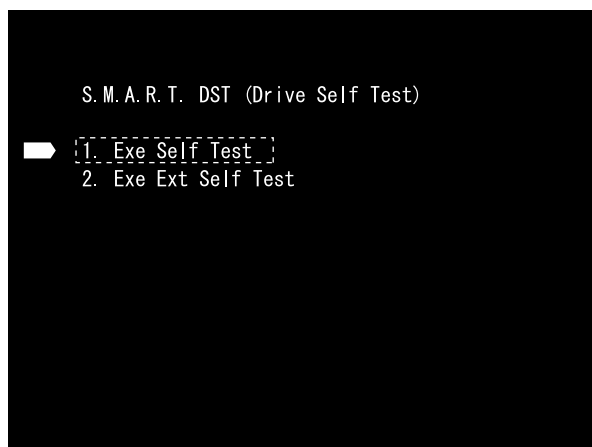 S.M.A.R.T. DST (Drive Self Test)
1. Exe Self Test
2. Exe Ext Self Test